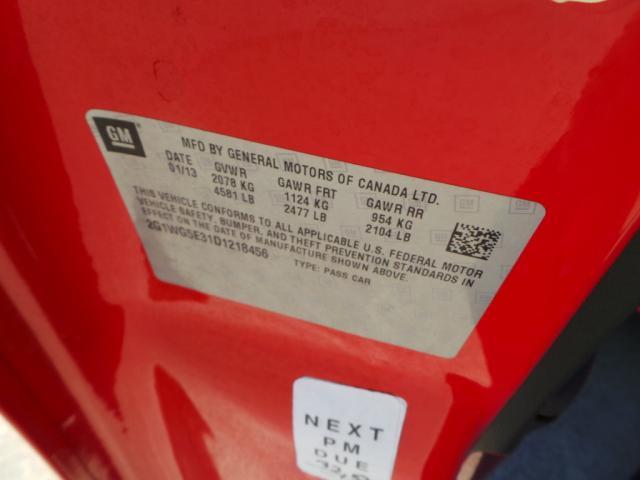 GM
MFD BY GENERAL MOTORS OF CANADA LTD.
DATE GVWR GAWR FRT GAWR RR
01/13 2078 KG 1124 KG 954 KG
4581 LB 2477 LB 2104 LB
THIS VEHICLE CONFORMS TO ALL APPLICABLE U.S. FEDERAL MOTOR
VEHICLE SAFETY, BUMPER, AND THEFT PREVENTION STANDARDS IN
EFFECT ON THE DATE OF MANUFACTURE SHOWN ABOVE.
2G1WG5E31D1218456
TYPE: PASS CAR
NEXT
PM
DUE